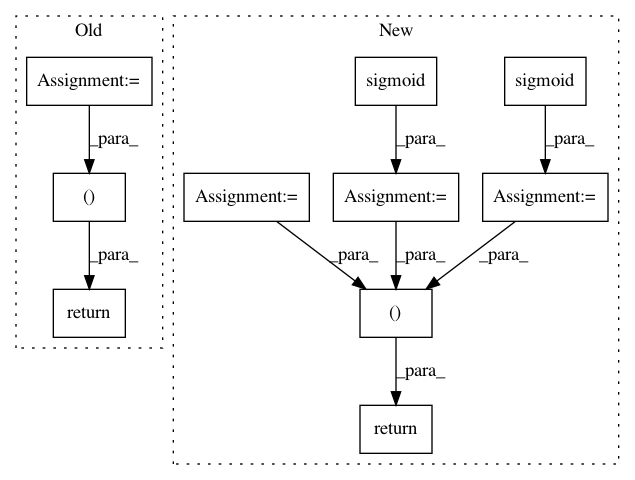 Old
New
Assignment:=
sigmoid
sigmoid
_para_
_para_
_para_
()
Assignment:=
Assignment:=
Assignment:=
_para_
_para_
_para_
_para_
return
()
_para_
return